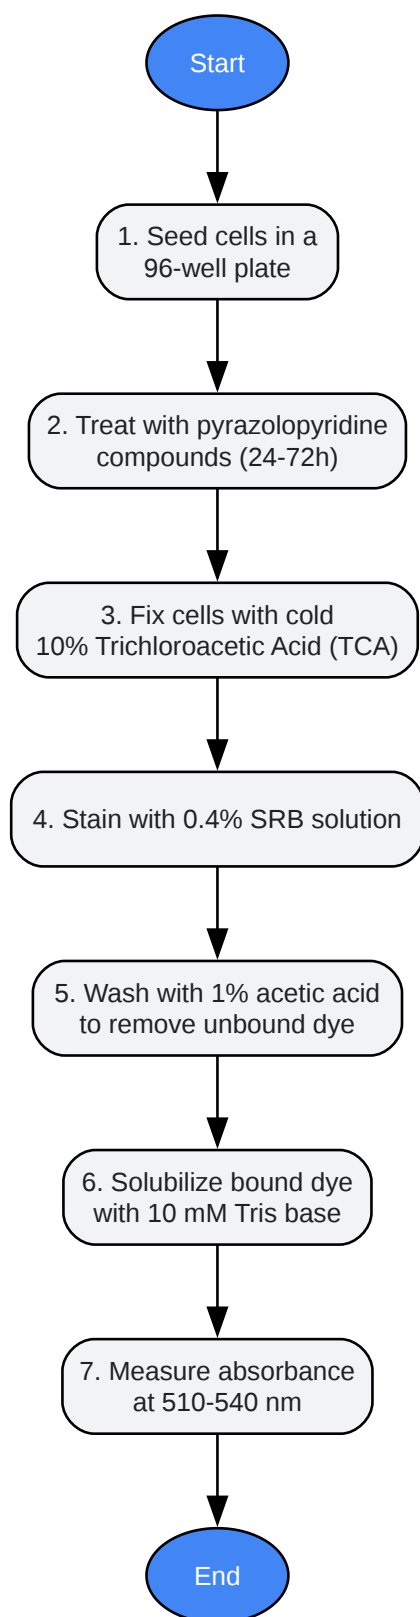 Start
1. Seed cells in a
96-well plate
2. Treat with pyrazolopyridine
compounds (24-72h)
3. Fix cells with cold
10% Trichloroacetic Acid (TCA)
4. Stain with 0.4% SRB solution
5. Wash with 1% acetic acid
to remove unbound dye
6. Solubilize bound dye
with 10 mM Tris base
7. Measure absorbance
at 510-540 nm
End